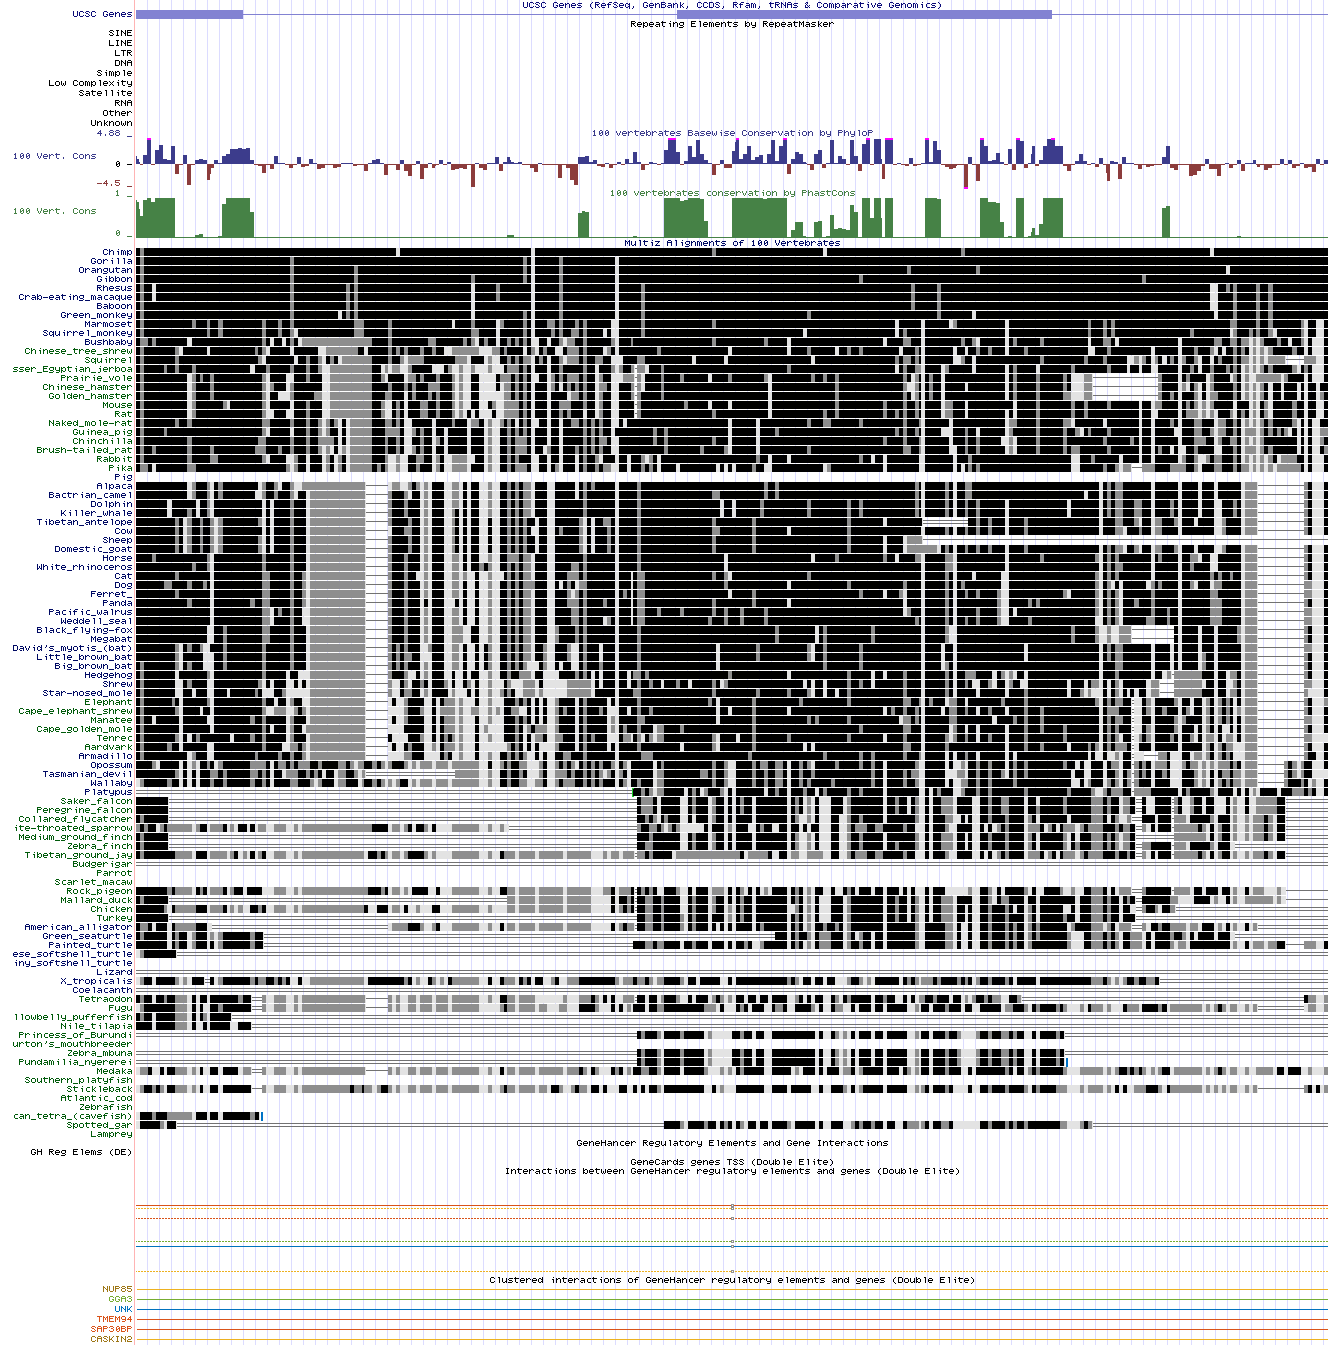 UCSC Genes (RefSeq, GenBank, CCDS, Rfam, tRNAs & Comparative Genomics)
UCSC Genes
Repeating Elements by RepeatMasker
SINE
LINE
LTR
DNA
Simple
Low Complexity
Satellite
RNA
Other
Unknown
100 vertebrates Basewise Conservation by PhyloP
4.88 _
100 Vert. Cons
0 -
-4.5 _
100 vertebrates conservation by PhastCons
1 _
100 Vert. Cons
0 _
Multiz Alignments of 100 Vertebrates
Chimp
Gorilla
Orangutan
Gibbon
Rhesus
Crab-eating_macaque
Baboon
Green_monkey
Marmoset
Squirrel_monkey
Bushbaby
Chinese_tree_shrew
Squirrel
sser_Egyptian_jerboa
Prairie_vole
Chinese_hamster
Golden_hamster
Mouse
Rat
Naked_mole-rat
Guinea_pig
Chinchilla
Brush-tailed_rat
Rabbit
Pika
Pig
Alpaca
Bactrian_camel
Dolphin
Killer_whale
Tibetan_antelope
Cow
Sheep
Domestic_goat
Horse
White_rhinoceros
Cat
Dog
Ferret_
Panda
Pacific_walrus
Weddell_seal
Black_flying-fox
Megabat
David's_myotis_(bat)
Little_brown_bat
Big_brown_bat
Hedgehog
Shrew
Star-nosed_mole
Elephant
Cape_elephant_shrew
Manatee
Cape_golden_mole
Tenrec
Aardvark
Armadillo
Opossum
Tasmanian_devil
Wallaby
Platypus
Saker_falcon
Peregrine_falcon
Collared_flycatcher
ite-throated_sparrow
Medium_ground_finch
Zebra_finch
Tibetan_ground_jay
Budgerigar
Parrot
Scarlet_macaw
Rock_pigeon
Mallard_duck
Chicken
Turkey
American_alligator
Green_seaturtle
Painted_turtle
ese_softshell_turtle
iny_softshell_turtle
Lizard
X_tropicalis
Coelacanth
Tetraodon
Fugu
llowbelly_pufferfish
Nile_tilapia
Princess_of_Burundi
urton's_mouthbreeder
Zebra_mbuna
Pundamilia_nyererei
Medaka
Southern_platyfish
Stickleback
Atlantic_cod
Zebrafish
can_tetra_(cavefish)
Spotted_gar
Lamprey
GeneHancer Regulatory Elements and Gene Interactions
GH Reg Elems (DE)
GeneCards genes TSS (Double Elite)
Interactions between GeneHancer regulatory elements and genes (Double Elite)
Clustered interactions of GeneHancer regulatory elements and genes (Double Elite)
NUP85
GGA3
UNK
TMEM94
SAP30BP
CASKIN2